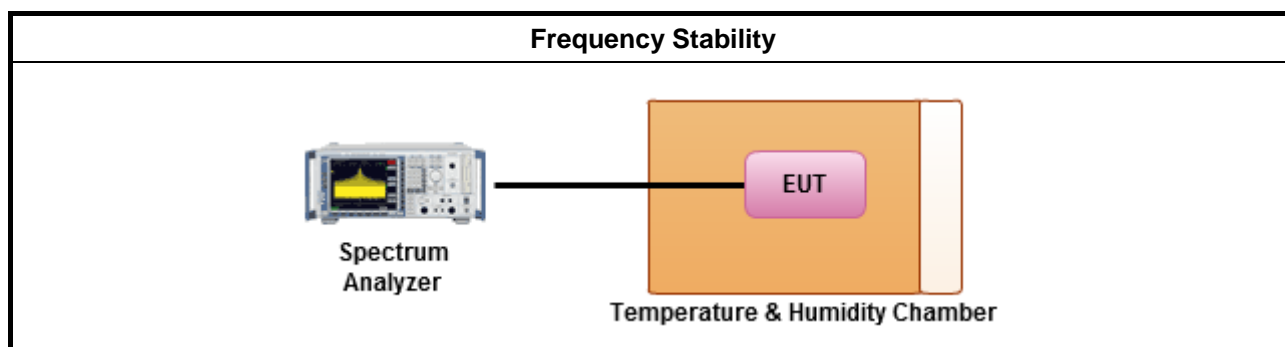 Frequency Stability
EUT
Spectrum
Analyzer
Temperature & Humidity Chamber